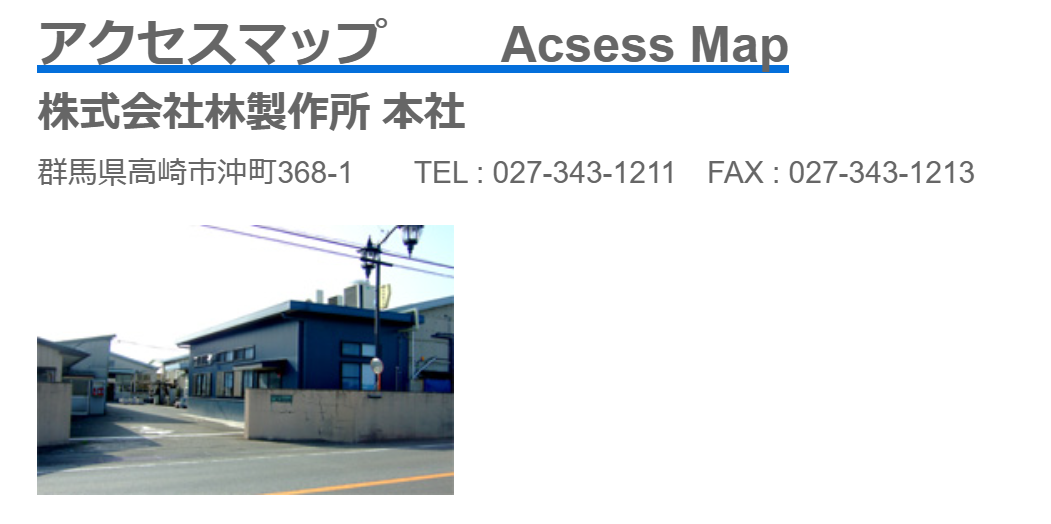 アクセスマップ　　Acsess Map
株式会社林製作所 本社
群馬県高崎市沖町368-1　　TEL : 027-343-1211　FAX : 027-343-1213